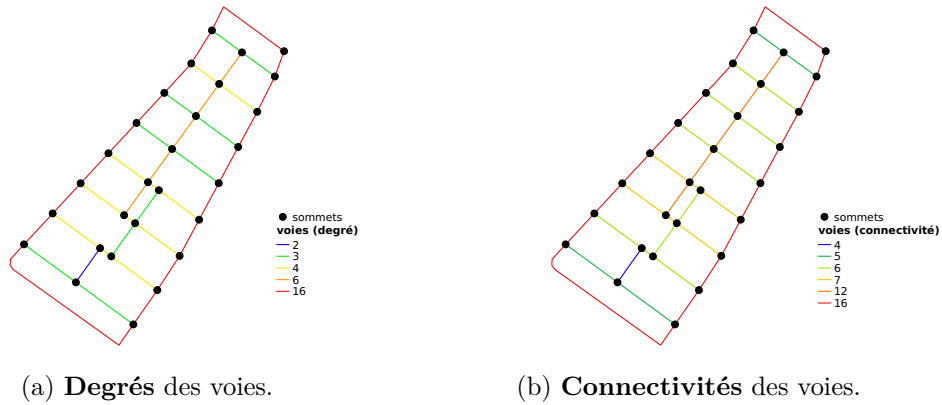 sommets
voies (degré)
2
3
4
6
16
sommets
voies (connectivité)
4
5
6
7
12
16
(a) Degrés des voies.
(b) Connectivités des voies.